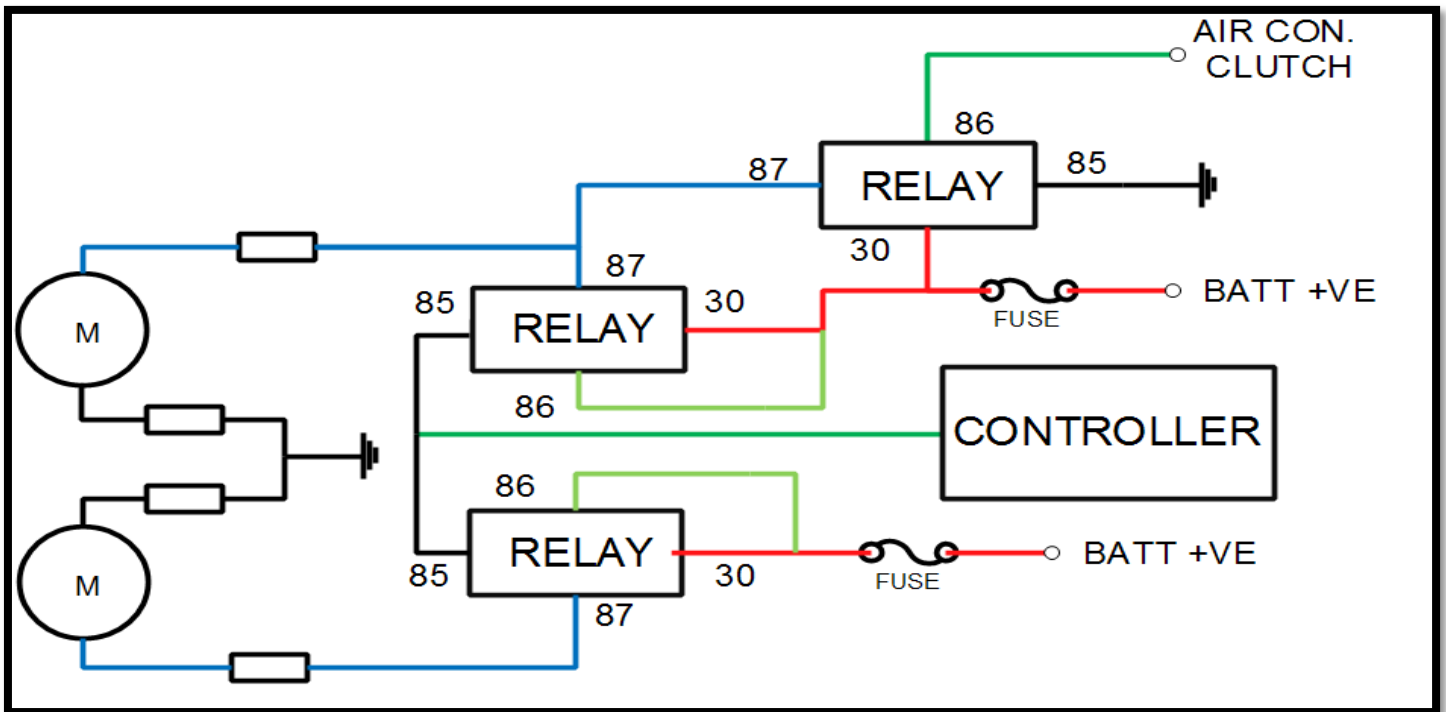 AIR CON.
CLUTCH
86
87
RELAY
85
30
87
85
RELAY
30
BATT +VE
FUSE
M
86
CONTROLLER
86
RELAY
85
30
BATT +VE
FUSE
M
87